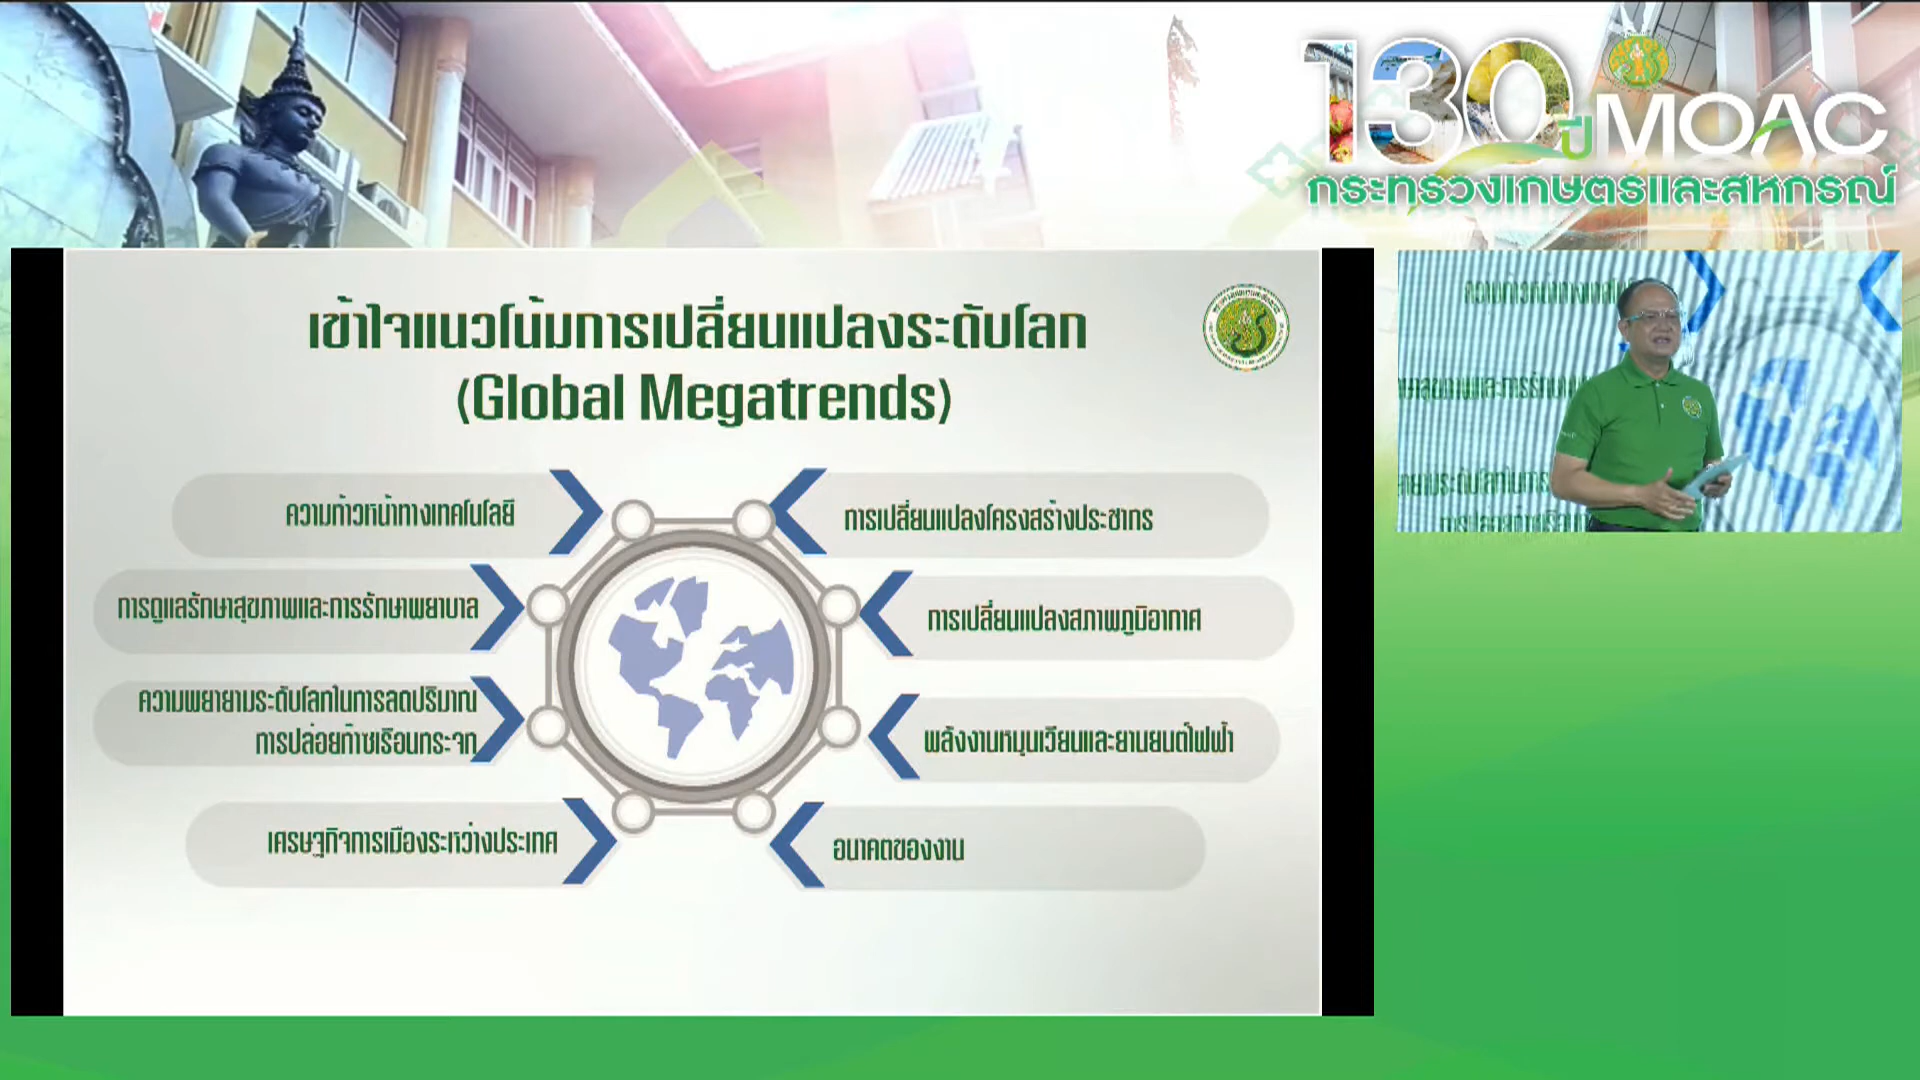 130 ปี MOAC
กระทรวงเกษตรและสหกรณ์
เข้าใจแนวโน้มการเปลี่ยนแปลงระดับโลก
(Global Megatrends)
ความก้าวหน้าทางเทคโนโลยี
การดูแลรักษาสุขภาพและการรักษาพยาบาล
ความพยายามระดับโลกในการลดปริมาณ
การปล่อยก๊าซเรือนกระจก
เศรษฐกิจการเมืองระหว่างประเทศ
การเปลี่ยนแปลงโครงสร้างประชากร
การเปลี่ยนแปลงสภาพภูมิอากาศ
พลังงานหมุนเวียนและยานยนต์ไฟฟ้า
อนาคตของงาน